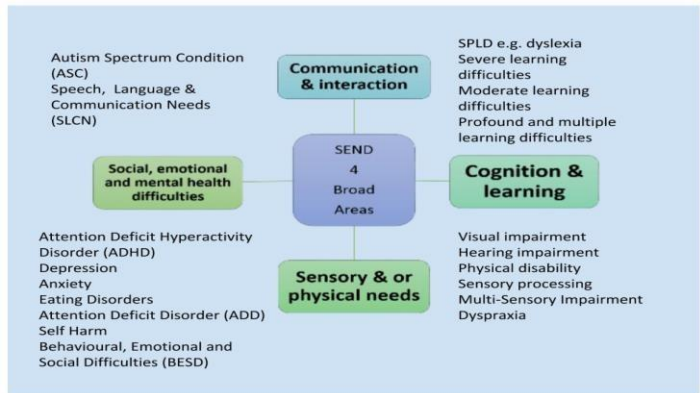 Autism Spectrum Condition
(ASC)
Speech, Language &
Communication Needs
(SLCN)
Communication
& interaction
SPLD e.g. dyslexia
Severe learning
difficulties
Moderate learning
difficulties
Profound and multiple
learning difficulties
Social, emotional
and mental health
difficulties
SEND
4
Broad
Areas
Cognition &
learning
Attention Deficit Hyperactivity
Disorder (ADHD)
Depression
Anxiety
Eating Disorders
Attention Deficit Disorder (ADD)
Self Harm
Behavioural, Emotional and
Social Difficulties (BESD)
Sensory & or
physical needs
Visual impairment
Hearing impairment
Physical disability
Sensory processing
Multi-Sensory Impairment
Dyspraxia